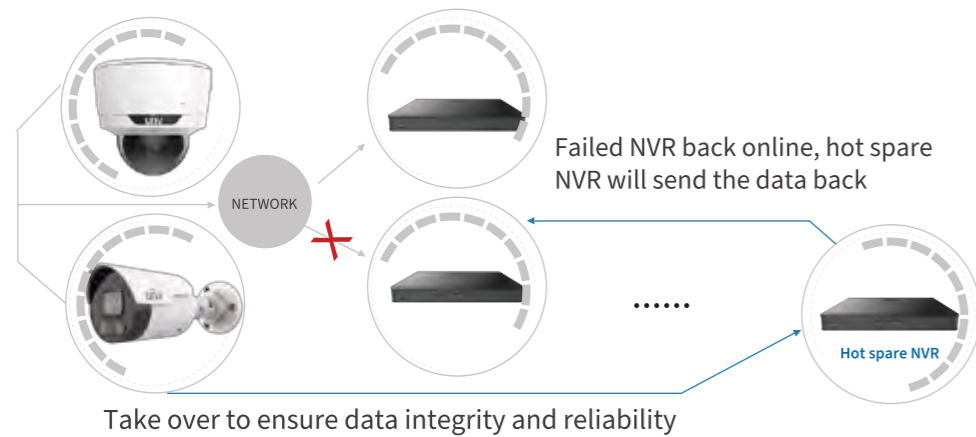 UNV
NETWORK
Failed NVR back online, hot spare
NVR will send the data back
......
Hot spare NVR
Take over to ensure data integrity and reliability